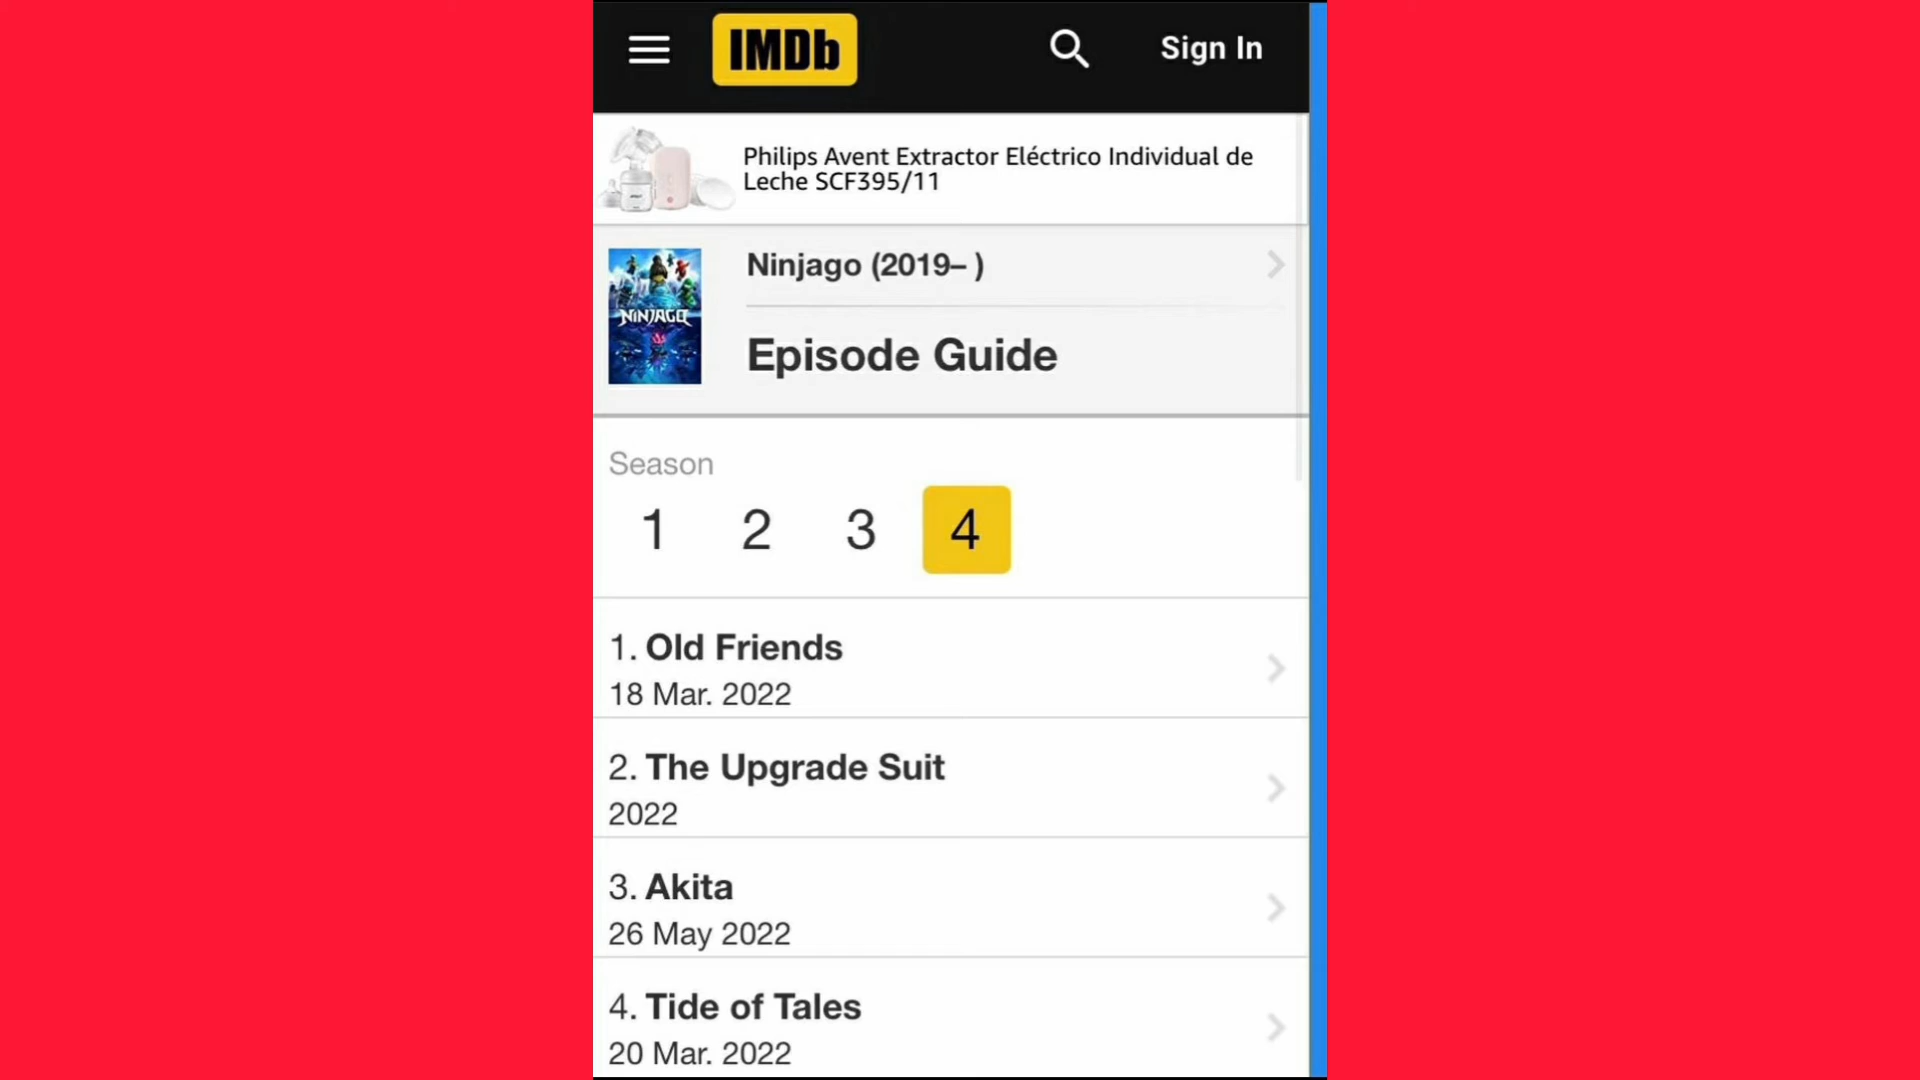 IMDb
Sign In
Philips Avent Extractor Eléctrico Individual de
Leche SCF395/11
NINJAGO
Ninjago (2019– )
Episode Guide
Season
1 2 3 4
1. Old Friends
18 Mar. 2022
2. The Upgrade Suit
2022
3. Akita
26 May 2022
4. Tide of Tales
20 Mar. 2022